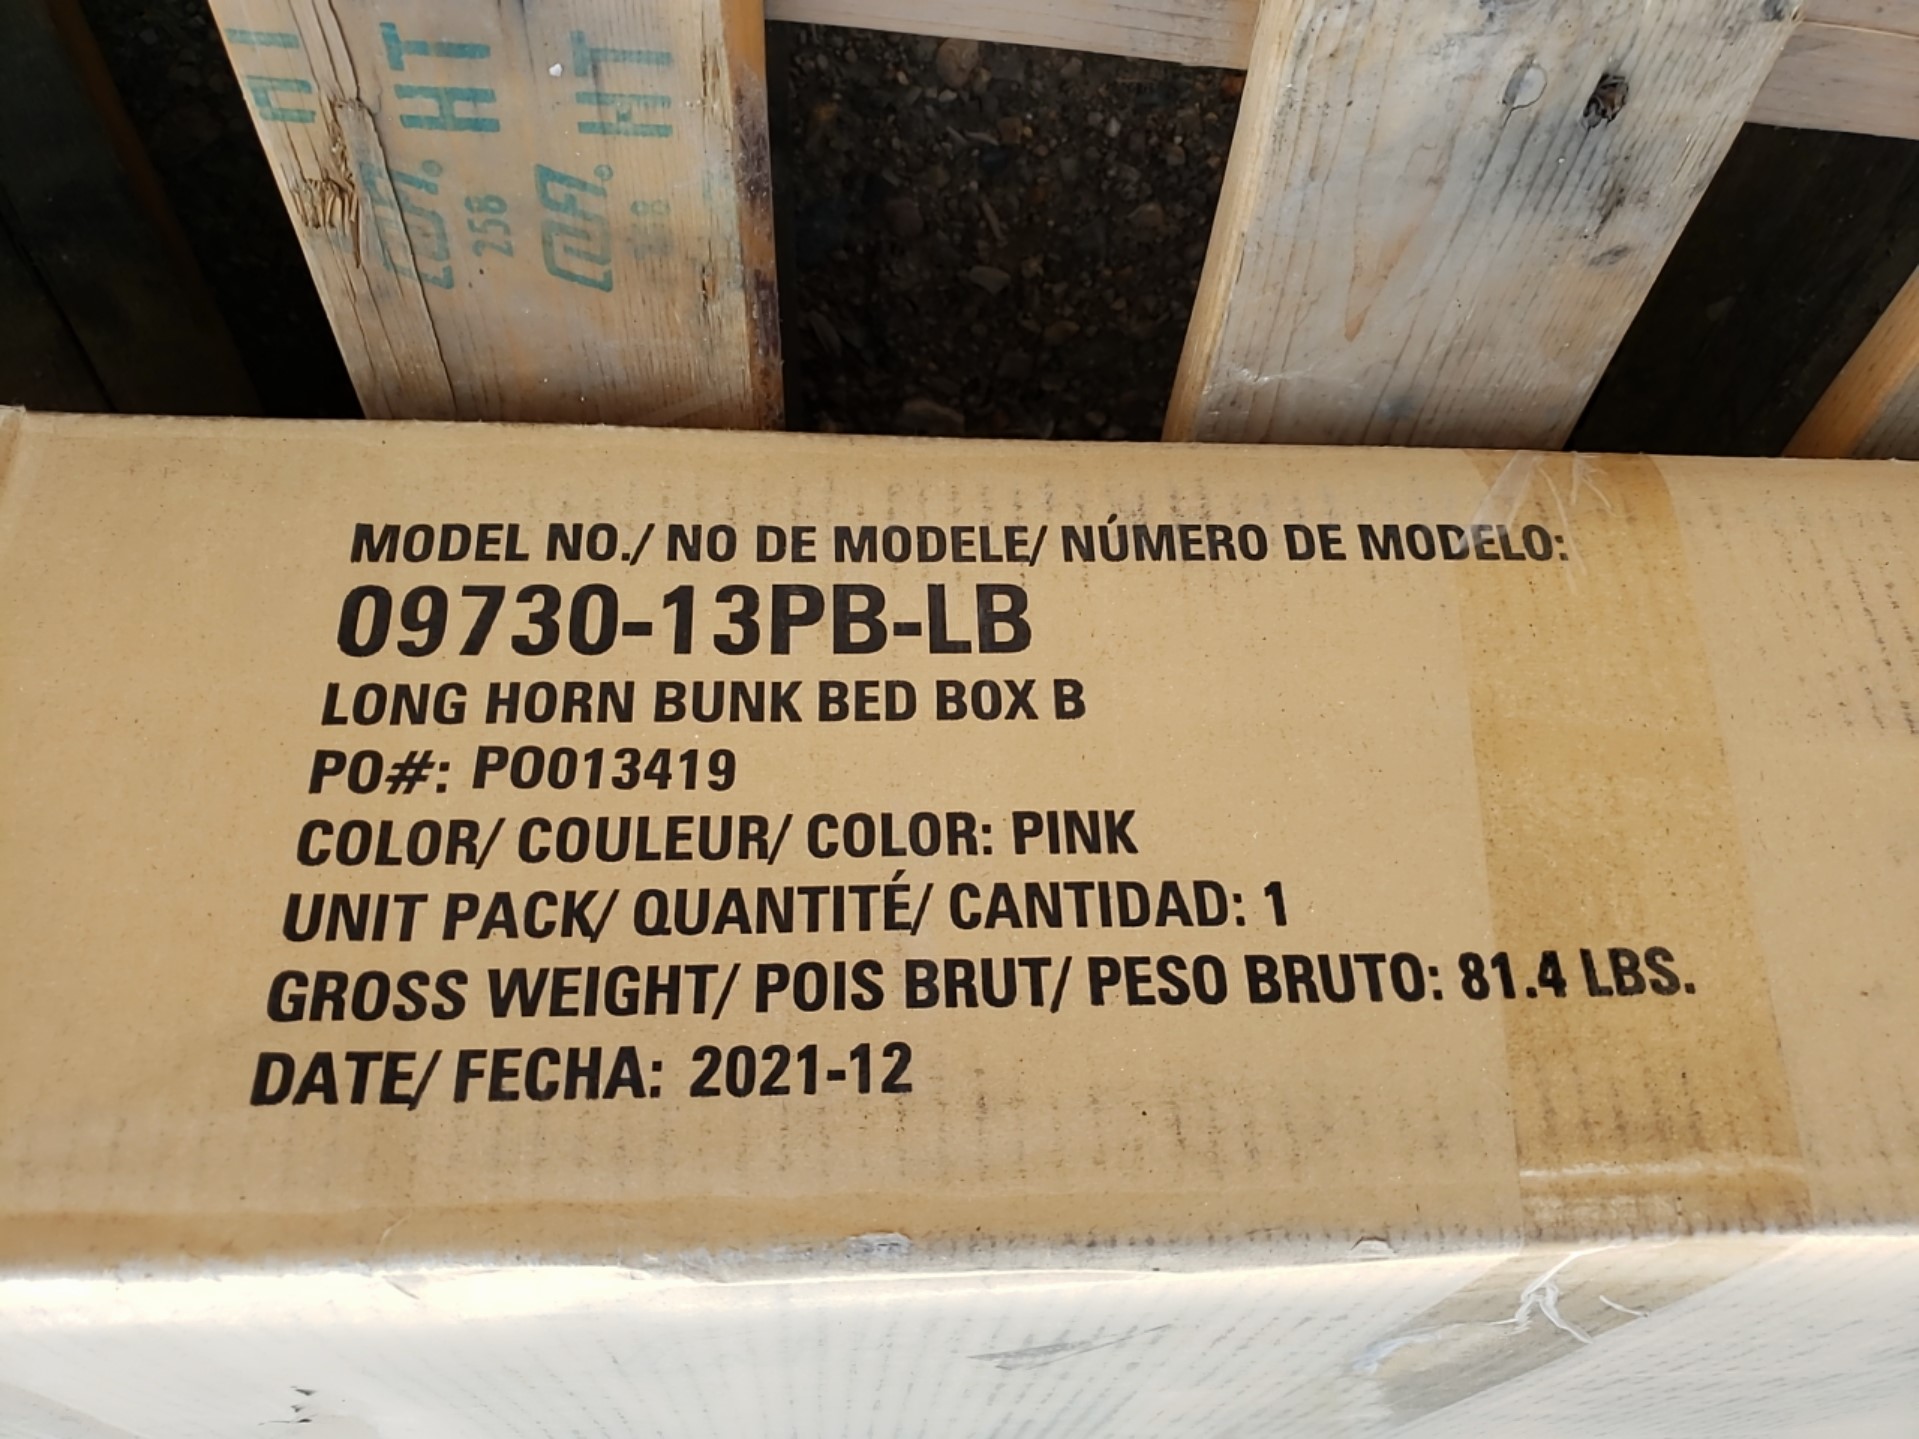 HT
HT
HT
258
MODEL NO./ NO DE MODELE/ NÚMERO DE MODELO:
09730-13PB-LB
LONG HORN BUNK BED BOX B
PO#: PO013419
COLOR/ COULEUR/ COLOR: PINK
UNIT PACK/ QUANTITÉ/ CANTIDAD: 1
GROSS WEIGHT/ POIS BRUT/ PESO BRUTO: 81.4 LBS.
DATE/ FECHA: 2021-12